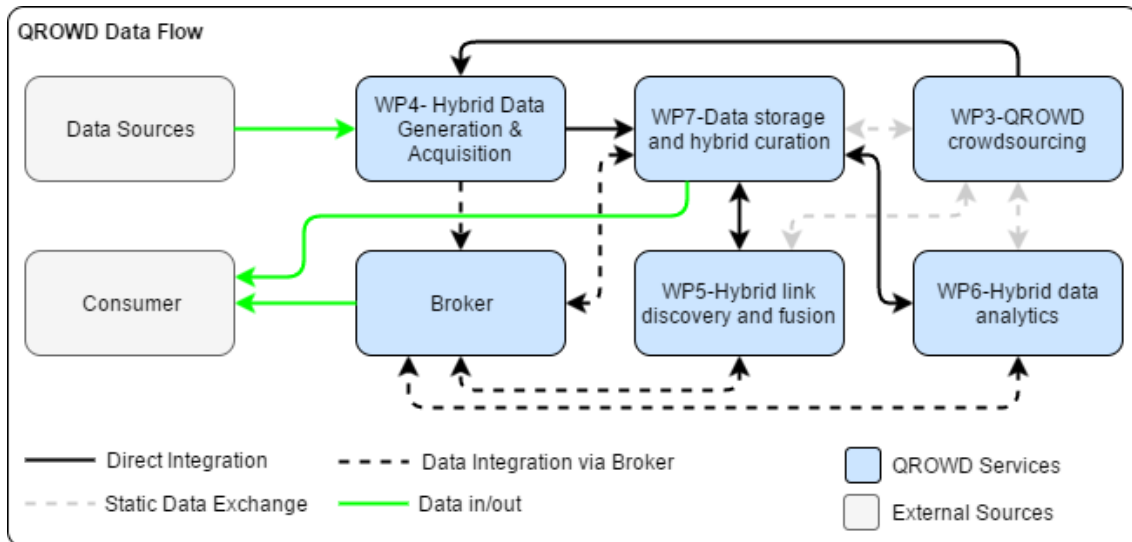 QROWD Data Flow
Data Sources
WP4- Hybrid Data
Generation &
Acquisition
WP7-Data storage
and hybrid curation
WP3-QROWD
crowdsourcing
Consumer
Broker
WP5-Hybrid link
discovery and fusion
WP6-Hybrid data
analytics
Direct Integration
Data Integration via Broker
QROWD Services
Static Data Exchange
Data in/out
External Sources